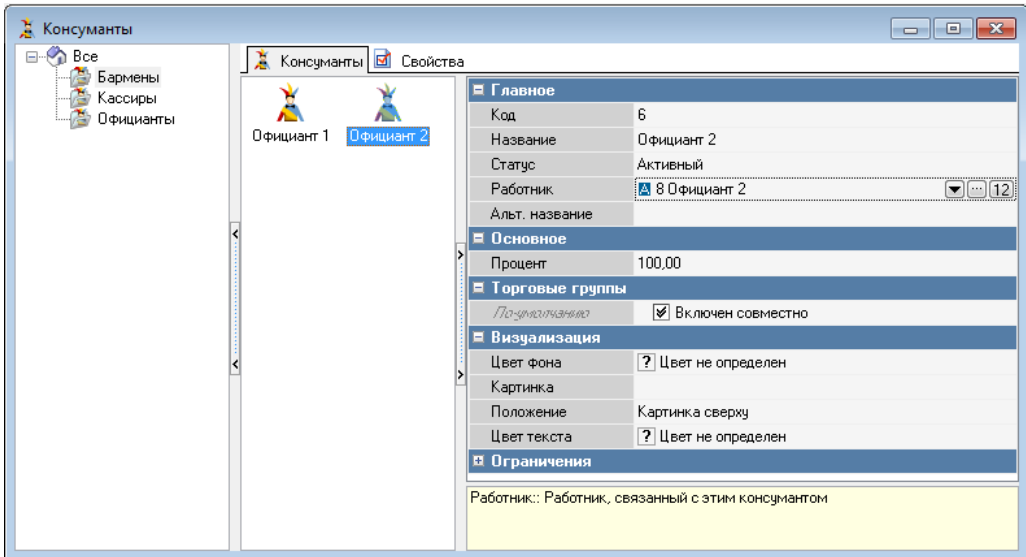 Консуманты
Все
Бармены
Кассиры
Официанты
Консуманты Свойства
Официант 1 Официант 2
Главное
Код 6
Название Официант 2
Статус Активный
Работник A 8 Официант 2 ... 12
Альт. название
Основное
Процент 100,00
Торговые группы
По-умолчанию Включен совместно
Визуализация
Цвет фона ? Цвет не определен
Картинка
Положение Картинка сверху
Цвет текста ? Цвет не определен
Ограничения
Работник:: Работник, связанный с этим консумантом